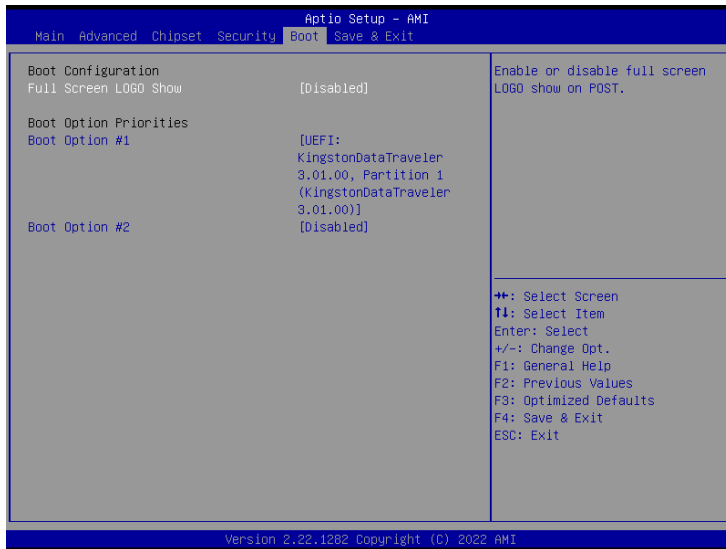 Aptio Setup – AMI
Main Advanced Chipset Security Boot Save & Exit
Boot Configuration
Full Screen LOGO Show [Disabled]
Boot Option Priorities
Boot Option #1 [UEFI:
KingstonDataTraveler
3.01.00, Partition 1
(KingstonDataTraveler
3.01.00)]
Boot Option #2 [Disabled]
Enable or disable full screen
LOGO show on POST.
→←: Select Screen
↑↓: Select Item
Enter: Select
+/-: Change Opt.
F1: General Help
F2: Previous Values
F3: Optimized Defaults
F4: Save & Exit
ESC: Exit
Version 2.22.1282 Copyright (C) 2022 AMI